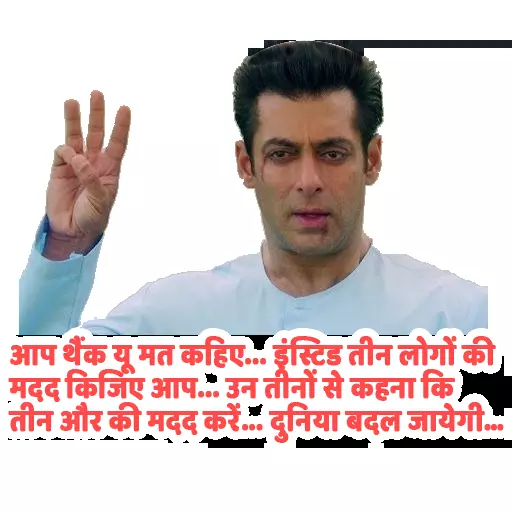 आप थैंक यू मत कहिए... इंस्टिड तीन लोगों की
मदद किजिए आप... उन तीनों से कहना कि
तीन और की मदद करें... दुनिया बदल जायेगी...